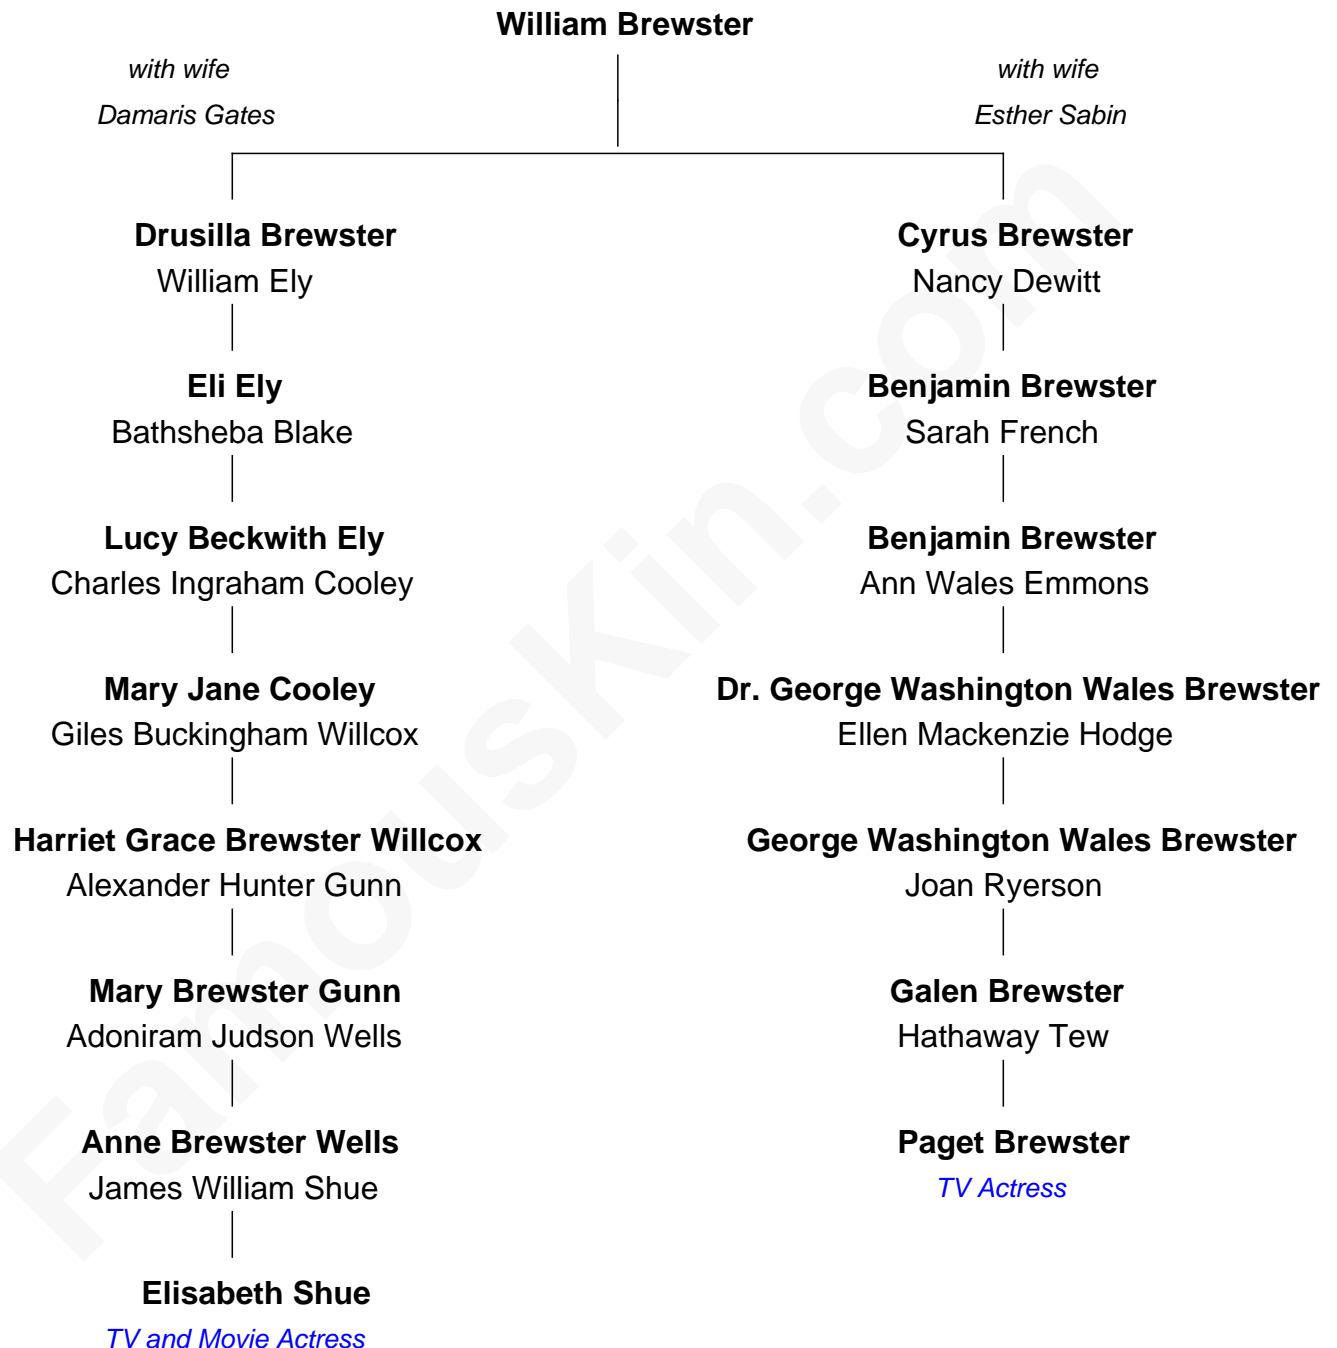 William Brewster
with wife
Damaris Gates
with wife
Esther Sabin
Drusilla Brewster
William Ely
Eli Ely
Bathsheba Blake
Lucy Beckwith Ely
Charles Ingraham Cooley
Mary Jane Cooley
Giles Buckingham Willcox
Harriet Grace Brewster Willcox
Alexander Hunter Gunn
Mary Brewster Gunn
Adoniram Judson Wells
Anne Brewster Wells
James William Shue
Elisabeth Shue
TV and Movie Actress
Cyrus Brewster
Nancy Dewitt
Benjamin Brewster
Sarah French
Benjamin Brewster
Ann Wales Emmons
Dr. George Washington Wales Brewster
Ellen Mackenzie Hodge
George Washington Wales Brewster
Joan Ryerson
Galen Brewster
Hathaway Tew
Paget Brewster
TV Actress
FamousKin.com